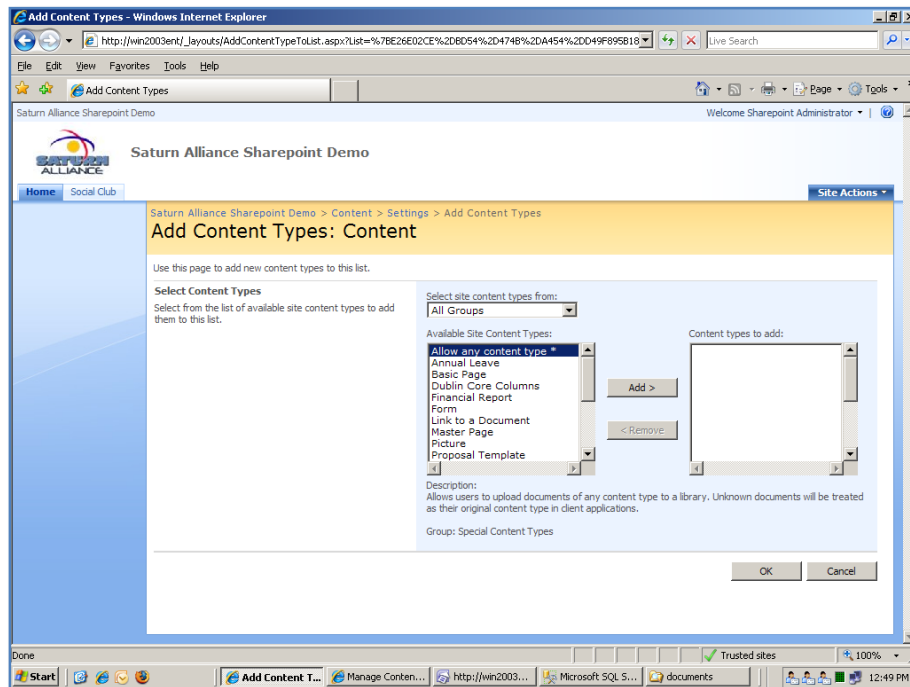 Add Content Types - Windows Internet Explorer
http://win2003ent/_layouts/AddContentTypeToList.aspx?List=%7BE26E02CE%2DBD54%2D474B%2DA454%2DD49F895B18
Live Search
File Edit View Favorites Tools Help
Add Content Types
Page Tools
Saturn Alliance Sharepoint Demo
Welcome Sharepoint Administrator
SATURN
ALLIANCE
Saturn Alliance Sharepoint Demo
Home Social Club
Site Actions
Saturn Alliance Sharepoint Demo > Content > Settings > Add Content Types
Add Content Types: Content
Use this page to add new content types to this list.
Select Content Types
Select from the list of available site content types to add
them to this list.
Select site content types from:
All Groups
Available Site Content Types:
Allow any content type *
Annual Leave
Basic Page
Dublin Core Columns
Financial Report
Form
Link to a Document
Master Page
Picture
Proposal Template
Add >
< Remove
Content types to add:
Description:
Allows users to upload documents of any content type to a library. Unknown documents will be treated
as their original content type in client applications.
Group: Special Content Types
OK Cancel
Done
Trusted sites
100%
Start
Add Content T...
Manage Conten...
http://win2003...
Microsoft SQL S...
documents
12:49 PM